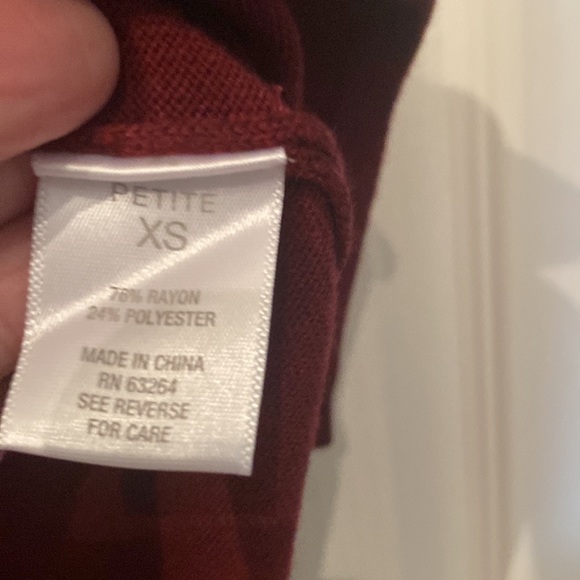 PETITE
XS
76% RAYON
24% POLYESTER
MADE IN CHINA
RN 63264
SEE REVERSE
FOR CARE